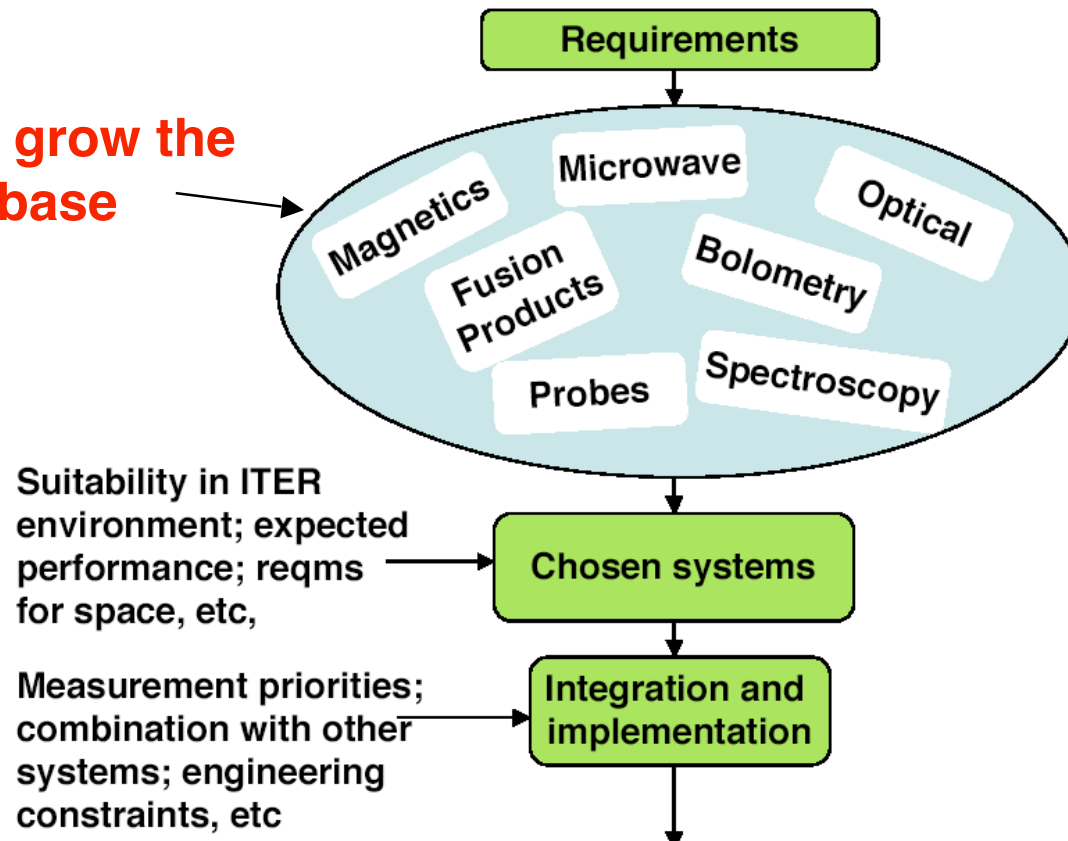 Requirements
grow the
base
Microwave
Optical
Magnetics
Fusion
Products
Bolometry
Probes
Spectroscopy
Suitability in ITER
environment; expected
performance; reqms
for space, etc,
Chosen systems
Measurement priorities;
combination with other
systems; engineering
constraints, etc
Integration and
implementation